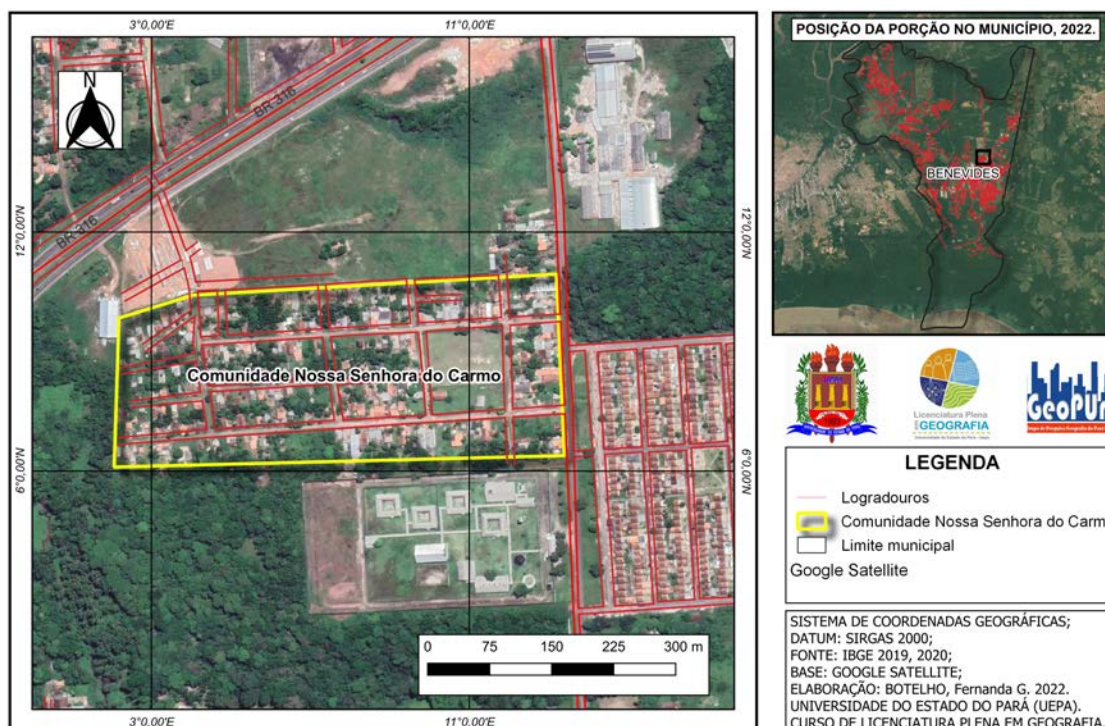 3°0,00'E
11°0,00'E
N
BR-316
BR-316
12°0,00'N
12°0,00'N
Comunidade Nossa Senhora do Carmo
6°0,00'N
6°0,00'N
0 75 150 225 300 m
3°0,00'E
11°0,00'E
POSIÇÃO DA PORÇÃO NO MUNICÍPIO, 2022.
BENEVIDES
Licenciatura Plena
GEOGRAFIA
GeoPUr
LEGENDA
Logradouros
Comunidade Nossa Senhora do Carm
Limite municipal
Google Satellite
SISTEMA DE COORDENADAS GEOGRÁFICAS;
DATUM: SIRGAS 2000;
FONTE: IBGE 2019, 2020;
BASE: GOOGLE SATELLITE;
ELABORAÇÃO: BOTELHO, Fernanda G. 2022.
UNIVERSIDADE DO ESTADO DO PARÁ (UEPA).
CURSO DE LICENCIATURA PLENA EM GEOGRAFIA.